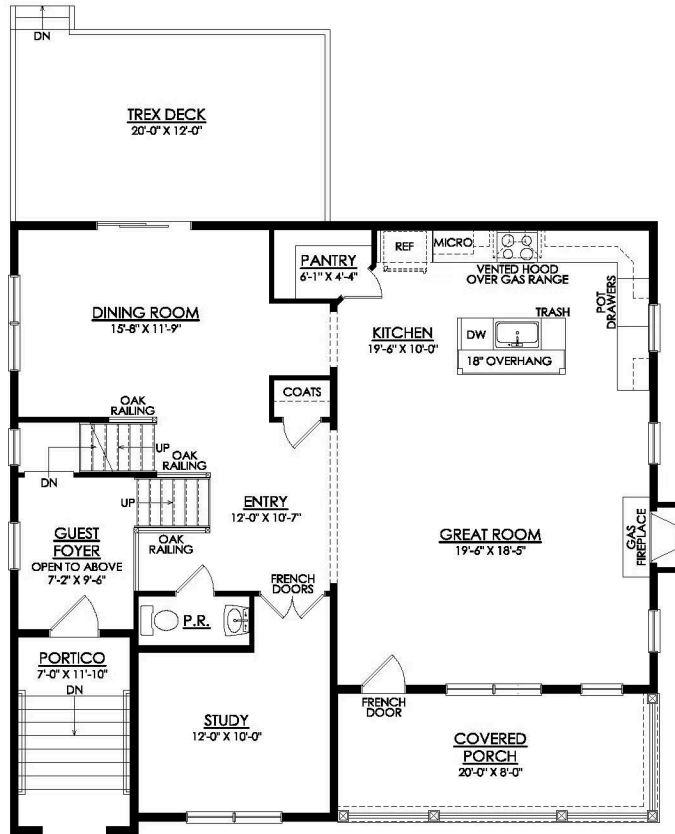 DN
TREX DECK
20'-0" X 12'-0"
PANTRY
6'-1" X 4'-4"
REF
MICRO
VENTED HOOD
OVER GAS RANGE
POT
DRAWERS
DINING ROOM
15'-8" X 11'-9"
KITCHEN
19'-6" X 10'-0"
TRASH
DW
18" OVERHANG
COATS
OAK
RAILING
UP
OAK
RAILING
DN
UP
ENTRY
12'-0" X 10'-7"
GUEST
FOYER
OPEN TO ABOVE
7'-2" X 9'-6"
OAK
RAILING
GREAT ROOM
19'-6" X 18'-5"
GAS
FIREPLACE
FRENCH
DOORS
P.R.
PORTICO
7'-0" X 11'-10"
DN
STUDY
12'-0" X 10'-0"
FRENCH
DOOR
COVERED
PORCH
20'-0" X 8'-0"